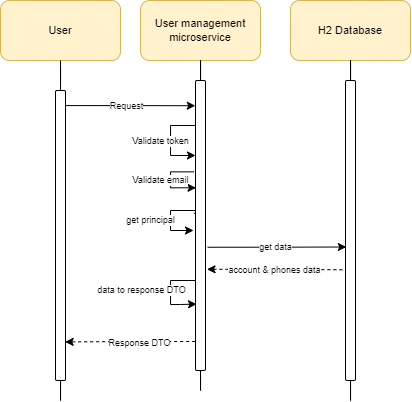 User
User management
microservice
H2 Database
Request
Validate token
Validate email
get principal
get data
account & phones data
data to response DTO
Response DTO